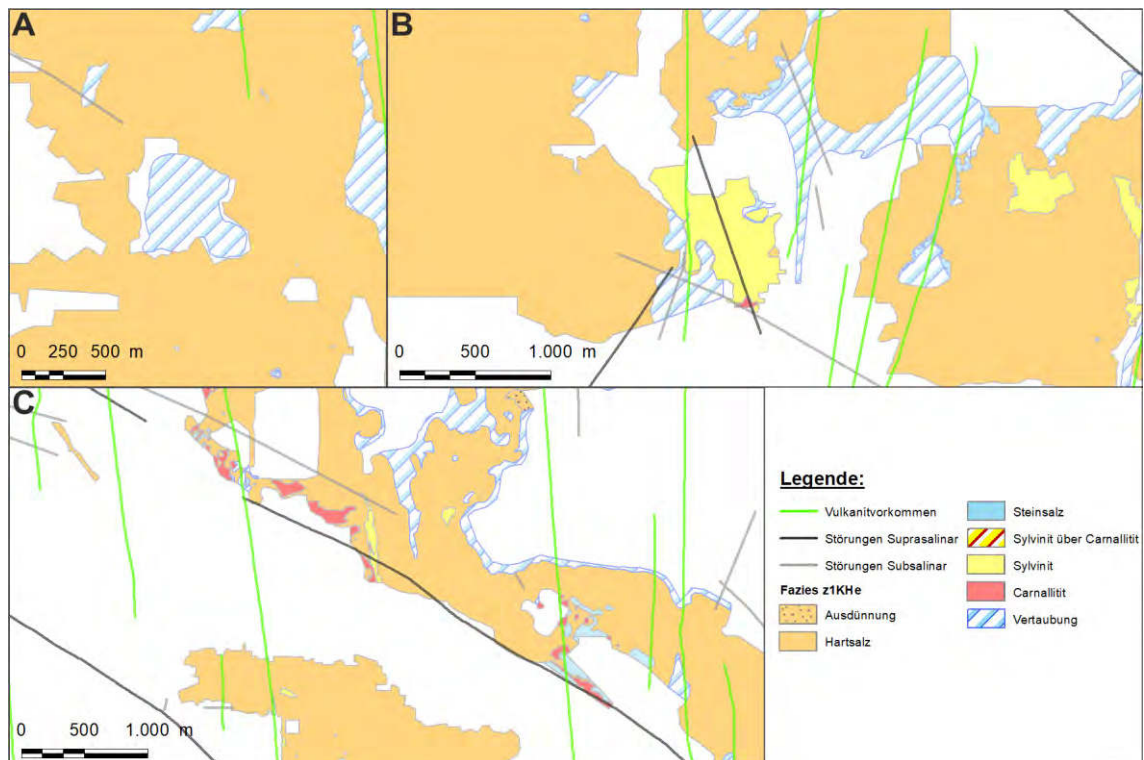 A
B
0 250 500 m
0 500 1.000 m
C
0 500 1.000 m
Legende:
Vulkanitvorkommen
Störungen Suprasalinar
Störungen Subsalinar
Fazies z1KHe
Ausdünnung
Hartsalz
Steinsalz
Sylvinit über Carnallitit
Sylvinit
Carnallitit
Vertaubung